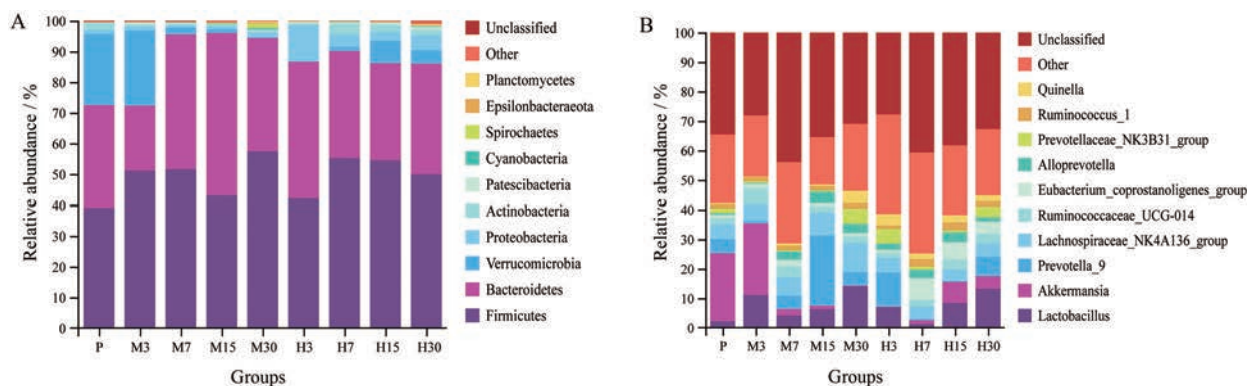 A
Relative abundance / %
100
90
80
70
60
50
40
30
20
10
0
P M3 M7 M15 M30 H3 H7 H15 H30
Groups
Unclassified
Other
Planctomycetes
Epsilonbacteraeota
Spirochaetes
Cyanobacteria
Patescibacteria
Actinobacteria
Proteobacteria
Verrucomicrobia
Bacteroidetes
Firmicutes
B
Relative abundance / %
100
90
80
70
60
50
40
30
20
10
0
P M3 M7 M15 M30 H3 H7 H15 H30
Groups
Unclassified
Other
Quinella
Ruminococcus_1
Prevotellaceae_NK3B31_group
Alloprevotella
Eubacterium_coprostanoligenes_group
Ruminococcaceae_UCG-014
Lachnospiraceae_NK4A136_group
Prevotella_9
Akkermansia
Lactobacillus